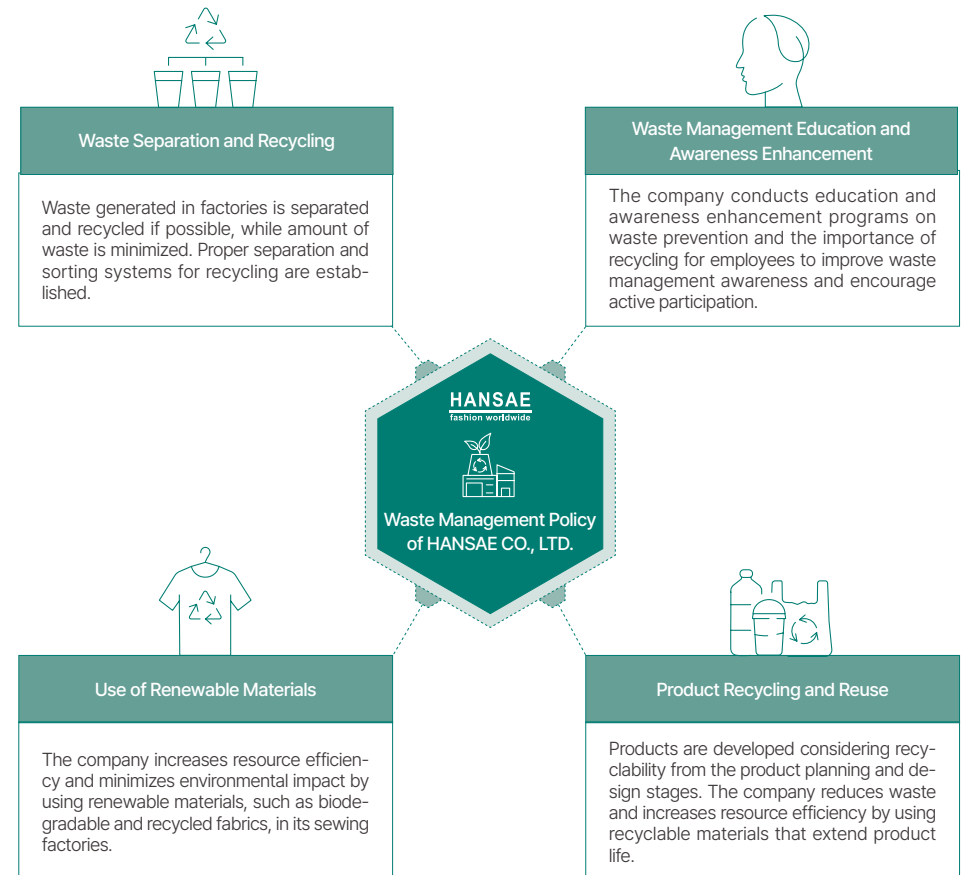 Waste Separation and Recycling
Waste generated in factories is separated
and recycled if possible, while amount of
waste is minimized. Proper separation and
sorting systems for recycling are estab-
lished.
Waste Management Education and
Awareness Enhancement
The company conducts education and
awareness enhancement programs on
waste prevention and the importance of
recycling for employees to improve waste
management awareness and encourage
active participation.
HANSAE
fashion worldwide
Waste Management Policy
of HANSAE CO., LTD.
Use of Renewable Materials
The company increases resource efficien-
cy and minimizes environmental impact by
using renewable materials, such as biode-
gradable and recycled fabrics, in its sewing
factories.
Product Recycling and Reuse
Products are developed considering recy-
clability from the product planning and de-
sign stages. The company reduces waste
and increases resource efficiency by using
recyclable materials that extend product
life.